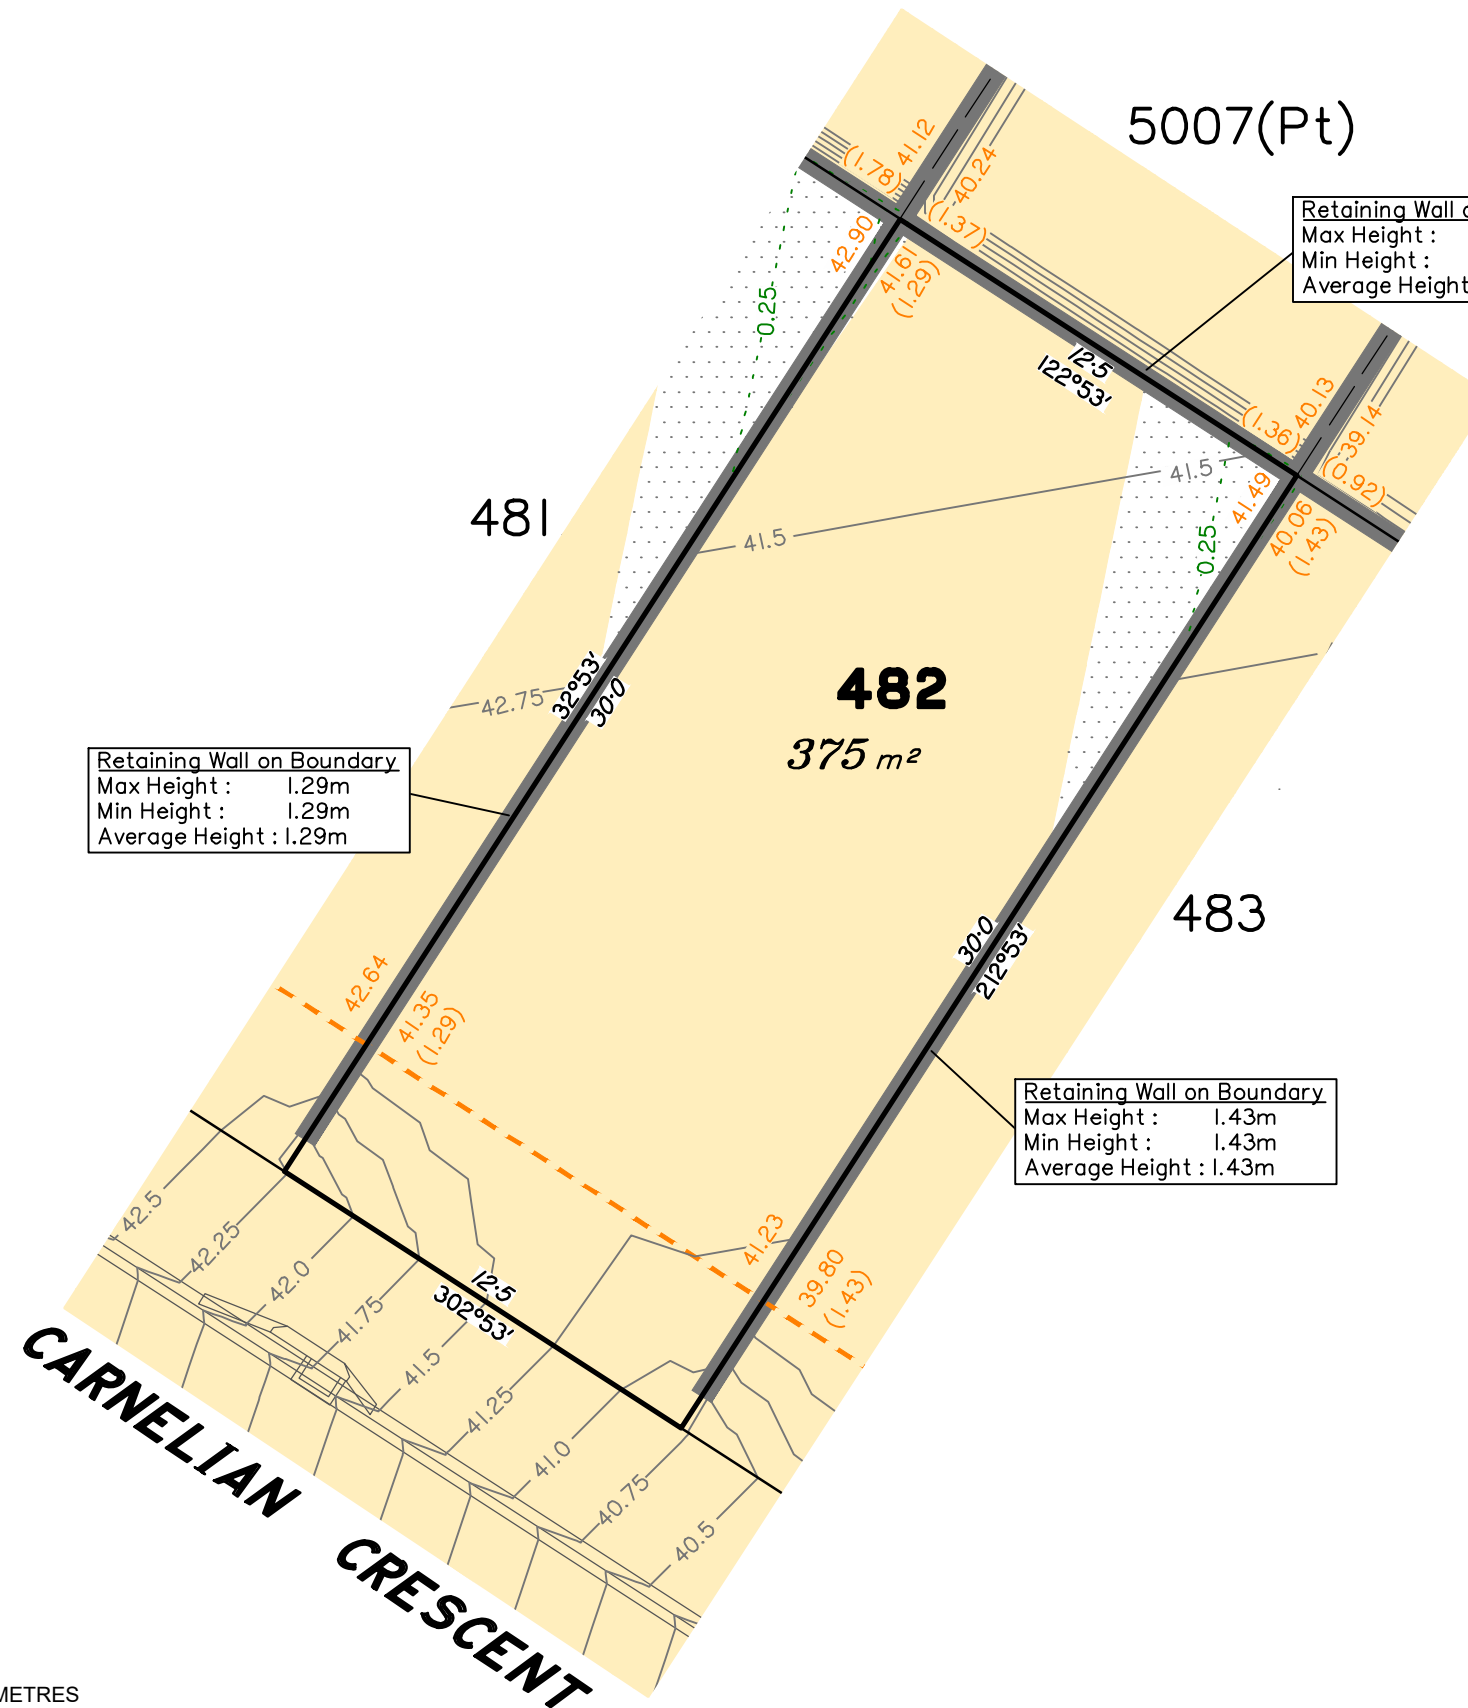 5007(Pt)
41.12
(1.78)
40.24
(1.37)
42.90
41.61
(1.29)
Retaining Wall
Max Height :
Min Height :
Average Height
0.25
12·5
122°53'
40.13
(1.36)
39.14
(0.92)
41.5
41.49
40.06
(1.43)
481
41.5
0.25
32°53'
30·0
42.75
482
375 m²
Retaining Wall on Boundary
Max Height : 1.29m
Min Height : 1.29m
Average Height : 1.29m
483
30·0
212°53'
42.64
41.35
(1.29)
Retaining Wall on Boundary
Max Height : 1.43m
Min Height : 1.43m
Average Height : 1.43m
41.23
39.80
(1.43)
42.5
42.25
42.0
41.75
41.5
41.25
41.0
40.75
40.5
12·5
302°53'
CARNELIAN CRESCENT
METRES